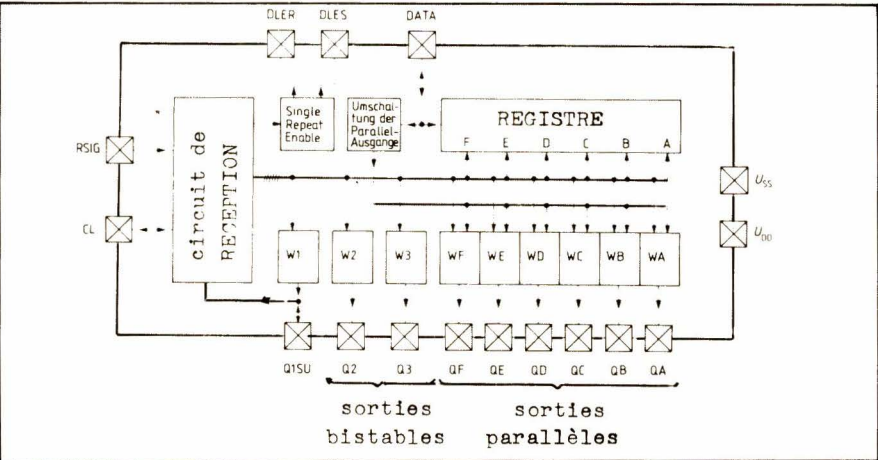 DLER DLES DATA
Single
Repeat
Enable
Umschal-
tung der
Parallel-
Ausgange
REGISTRE
F E D C B A
circuit de
RECEPTION
RSIG
CL
USS
UDD
W1 W2 W3 WF WE WD WC WB WA
Q1SU Q2 Q3 QF QE QD QC QB QA
sorties
bistables
sorties
parallèles